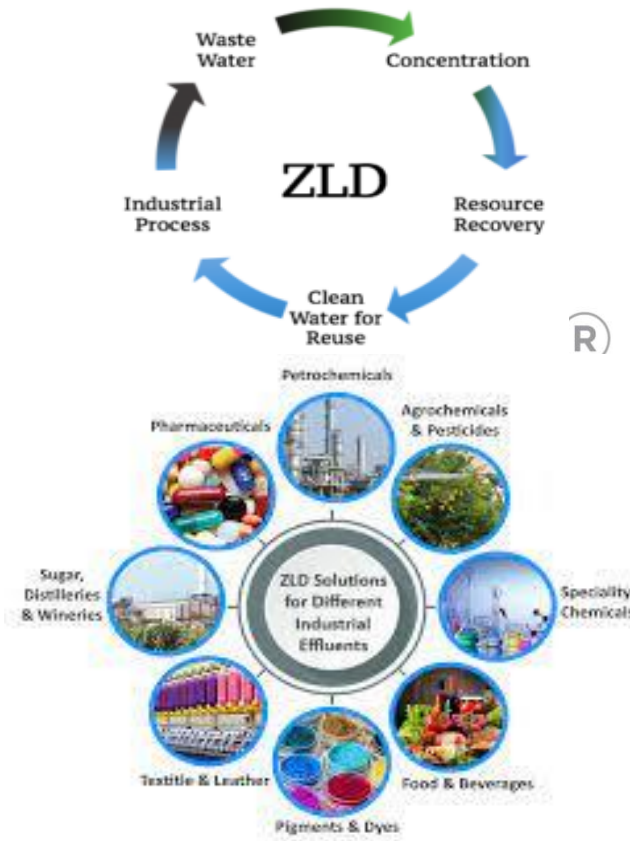 Waste
Water
Concentration
ZLD
Industrial
Process
Resource
Recovery
Clean
Water for
Reuse
R
Petrochemicals
Pharmaceuticals
Agrochemicals
& Pesticides
Sugar,
Distilleries
& Wineries
ZLD Solutions
for Different
Industrial
Effluents
Speciality
Chemicals
Textitle & Leather
Food & Beverages
Pigments & Dyes